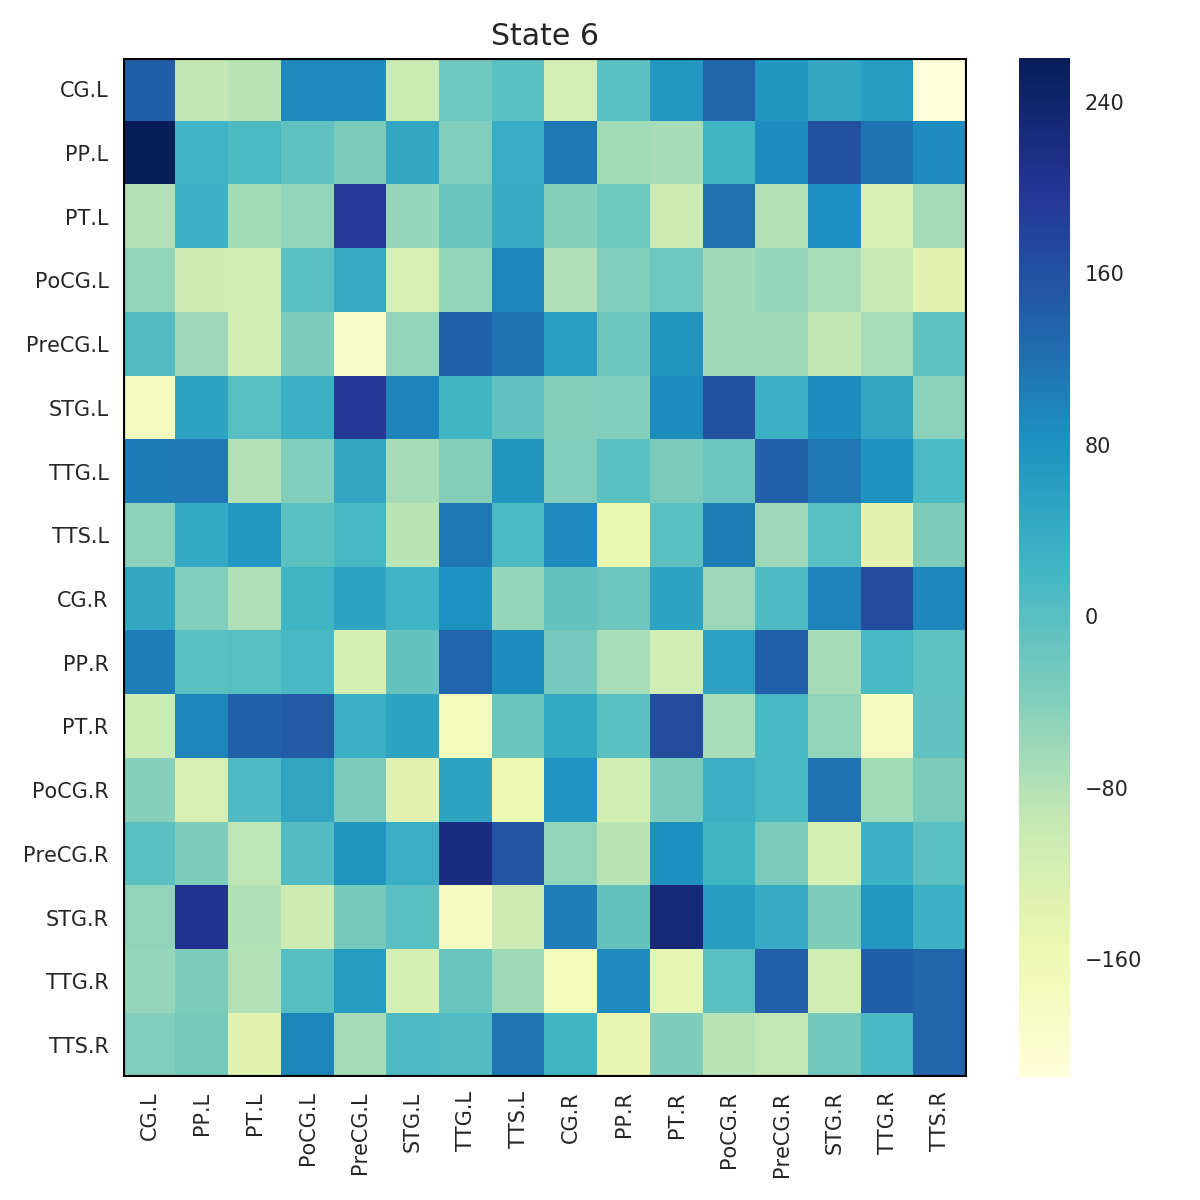 State 6
CG.L
PP.L
PT.L
PoCG.L
PreCG.L
STG.L
TTG.L
TTS.L
CG.R
PP.R
PT.R
PoCG.R
PreCG.R
STG.R
TTG.R
TTS.R
CG.L PP.L PT.L PoCG.L PreCG.L STG.L TTG.L TTS.L CG.R PP.R PT.R PoCG.R PreCG.R STG.R TTG.R TTS.R
240
160
80
0
−80
−160